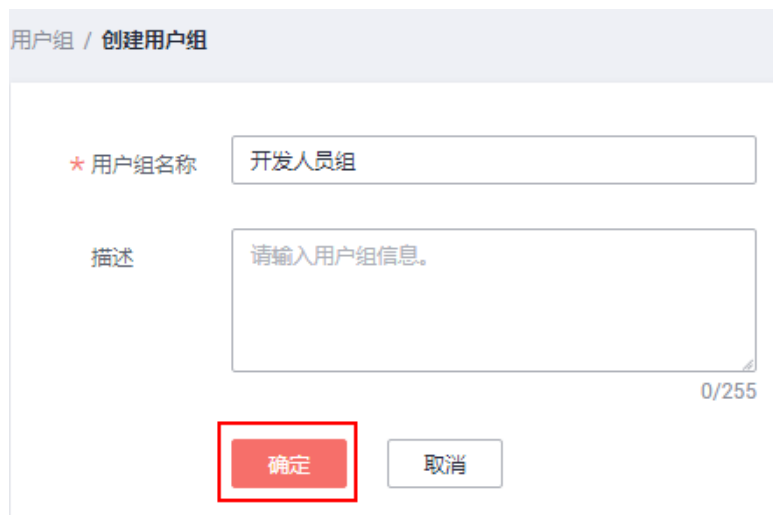 用户组 / 创建用户组
* 用户组名称 开发人员组
描述 请输入用户组信息。
0/255
确定 取消